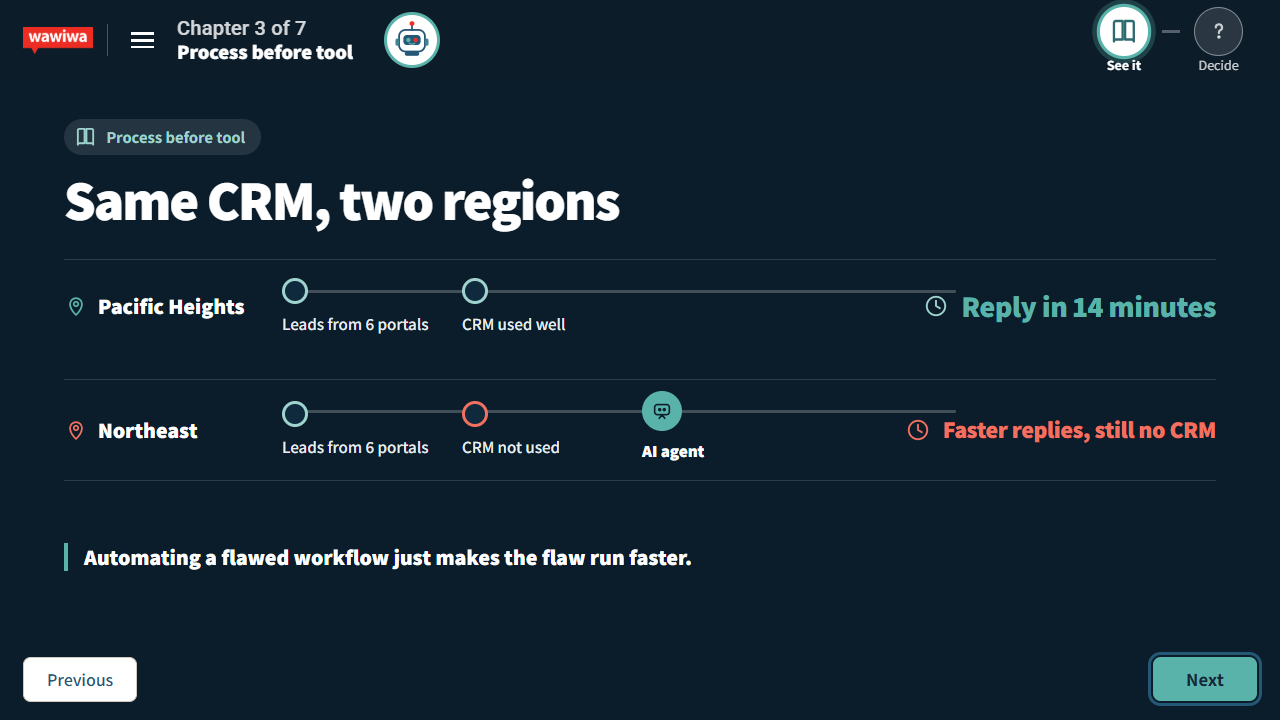 wawiwa
Chapter 3 of 7
Process before tool
See it
?
Decide
Process before tool
Same CRM, two regions
Pacific Heights
Leads from 6 portals
CRM used well
Reply in 14 minutes
Northeast
Leads from 6 portals
CRM not used
AI agent
Faster replies, still no CRM
Automating a flawed workflow just makes the flaw run faster.
Previous
Next